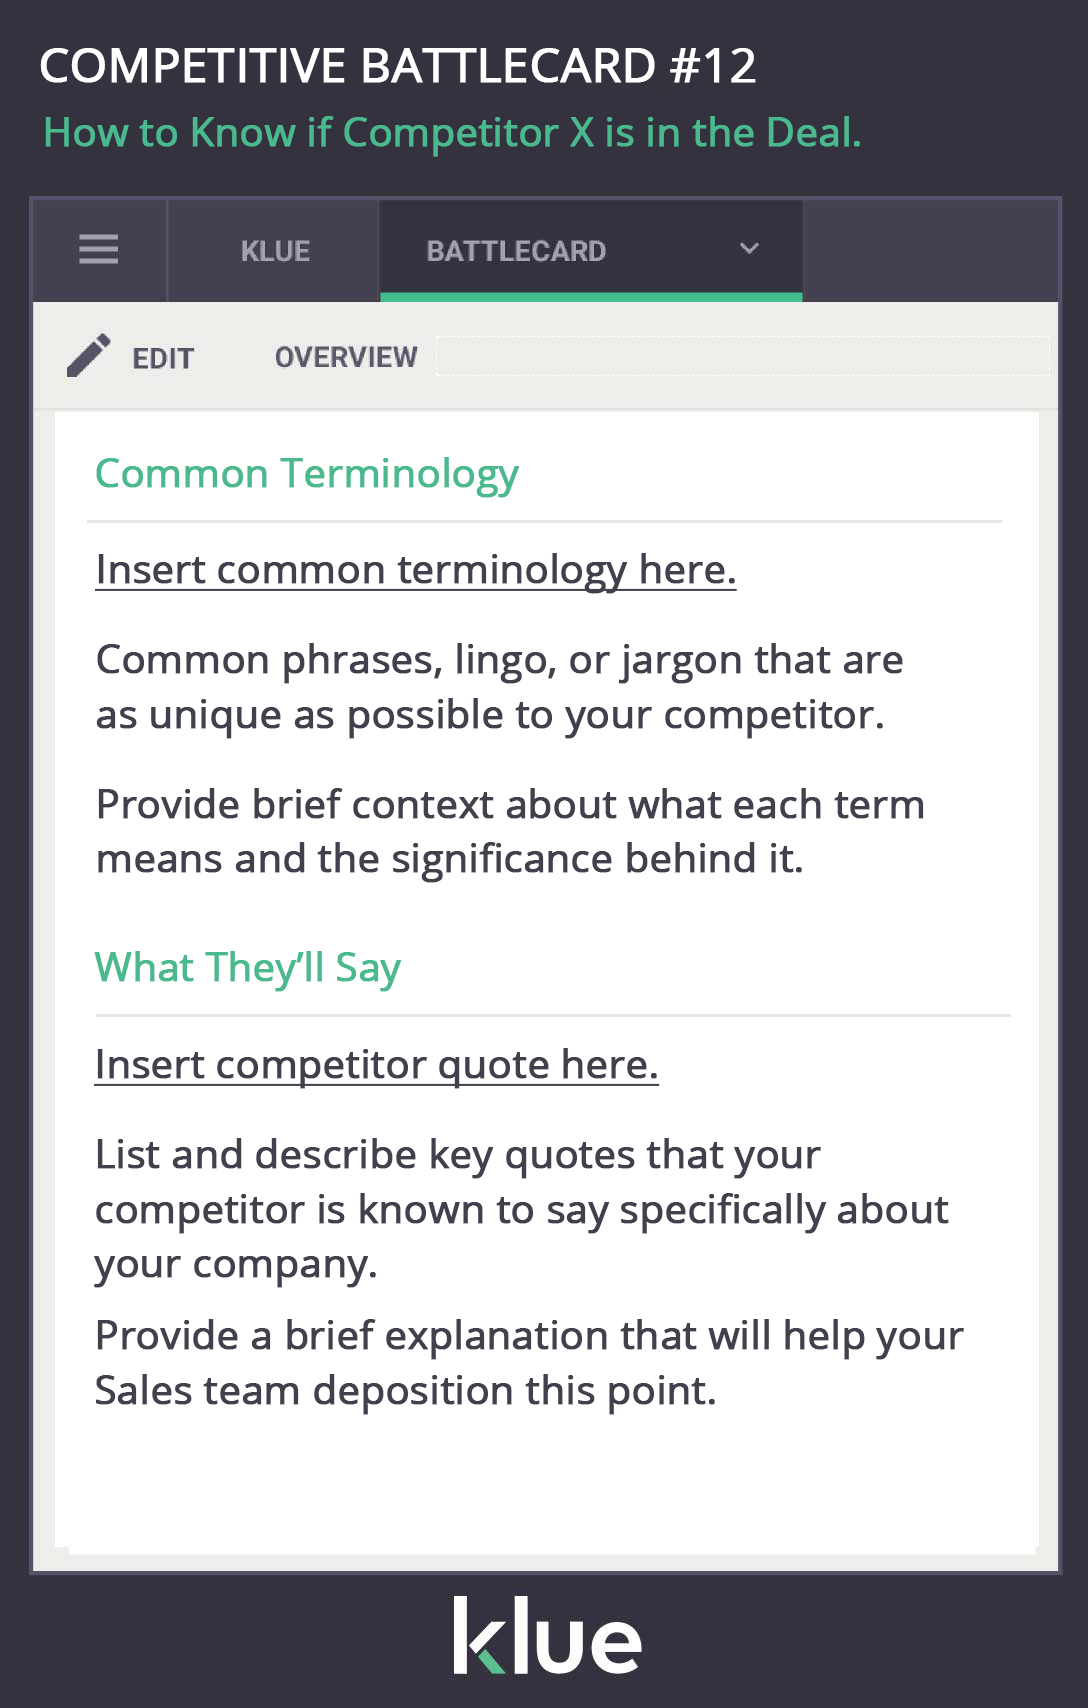 COMPETITIVE BATTLECARD #12
How to Know if Competitor X is in the Deal.
KLUE
BATTLECARD
EDIT
OVERVIEW
Common Terminology
Insert common terminology here.
Common phrases, lingo, or jargon that are
as unique as possible to your competitor.
Provide brief context about what each term
means and the significance behind it.
What They’ll Say
Insert competitor quote here.
List and describe key quotes that your
competitor is known to say specifically about
your company.
Provide a brief explanation that will help your
Sales team deposition this point.
klue